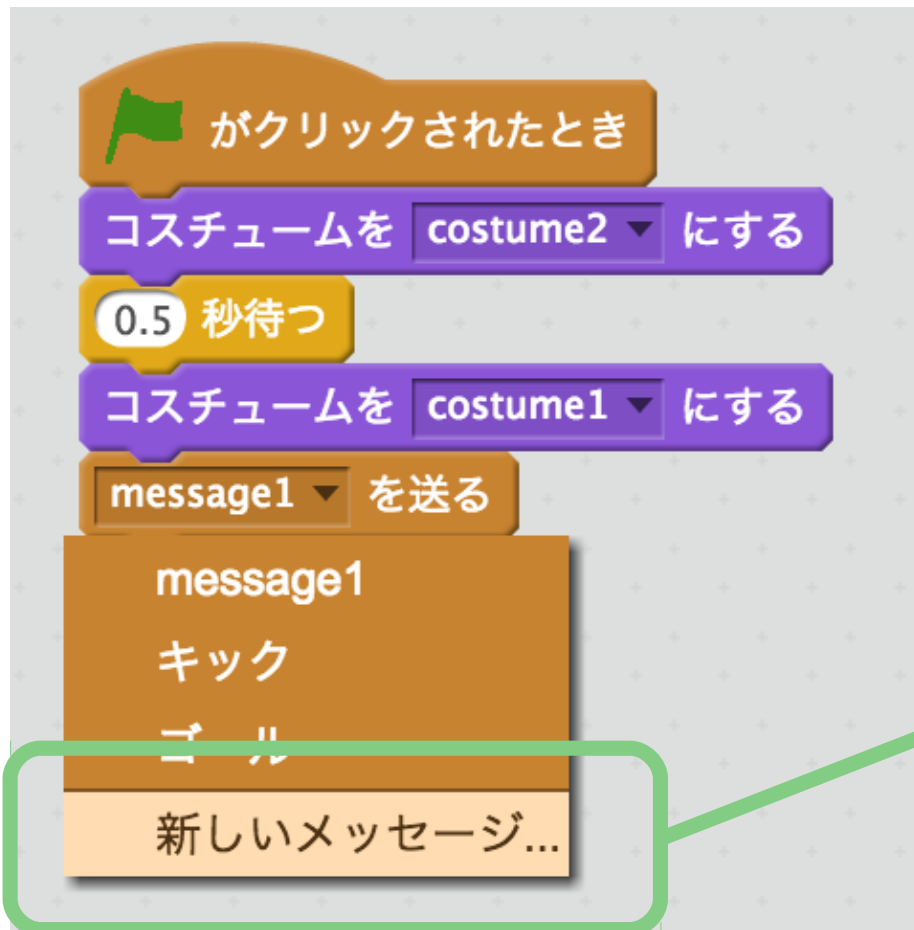 がクリックされたとき
コスチュームを costume2 にする
0.5 秒待つ
コスチュームを costume1 にする
message1 を送る
message1
キック
ゴール
新しいメッセージ...